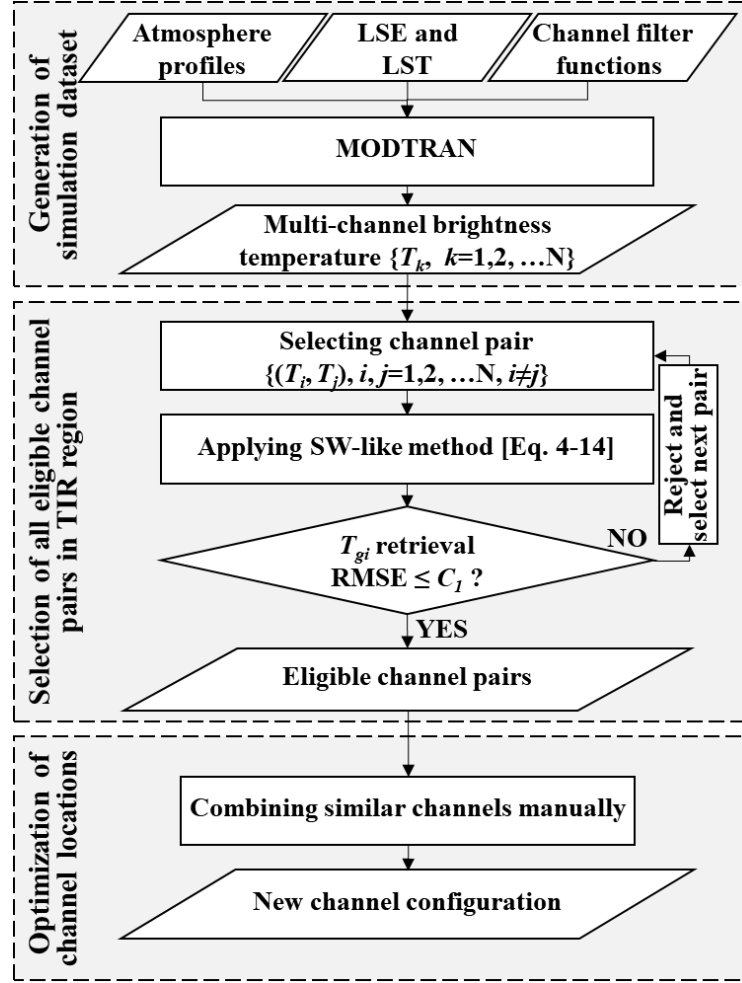 Generation of
simulation dataset
Atmosphere
profiles
LSE and
LST
Channel filter
functions
MODTRAN
Multi-channel brightness
temperature {Tk, k=1,2, …N}
Selection of all eligible channel
pairs in TIR region
Selecting channel pair
{(Ti, Tj), i, j=1,2, …N, i≠j}
Applying SW-like method [Eq. 4-14]
Reject and
select next pair
Tgi retrieval
RMSE ≤ C1 ?
NO
YES
Eligible channel pairs
Optimization of
channel locations
Combining similar channels manually
New channel configuration